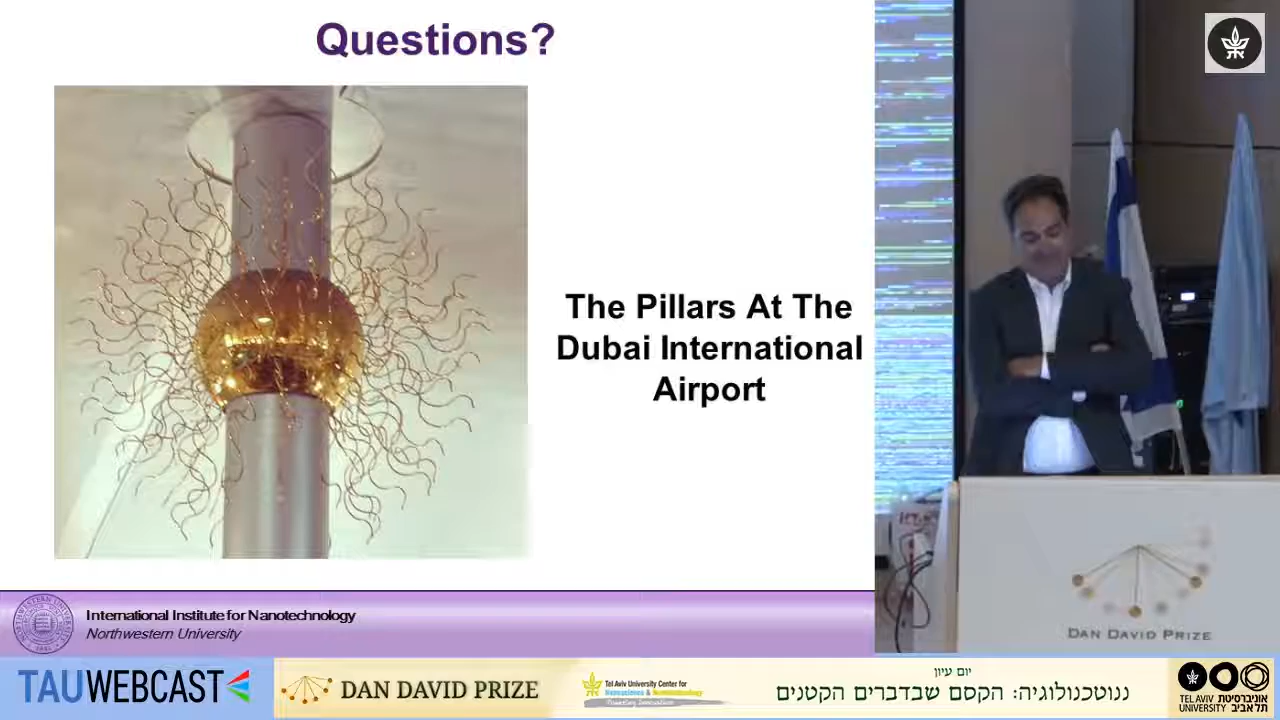 Questions?
The Pillars At The
Dubai International
Airport
International Institute for Nanotechnology
Northwestern University
DAN DAVID PRIZE
TAUWEBCAST
DAN DAVID PRIZE
Tel Aviv University Center for
Nanoscience & Nanotechnology
יום עיון
ננוטכנולוגיה: הקסם שבדברים הקטנים
TEL AVIV אוניברסיטת
UNIVERSITY תל אביב